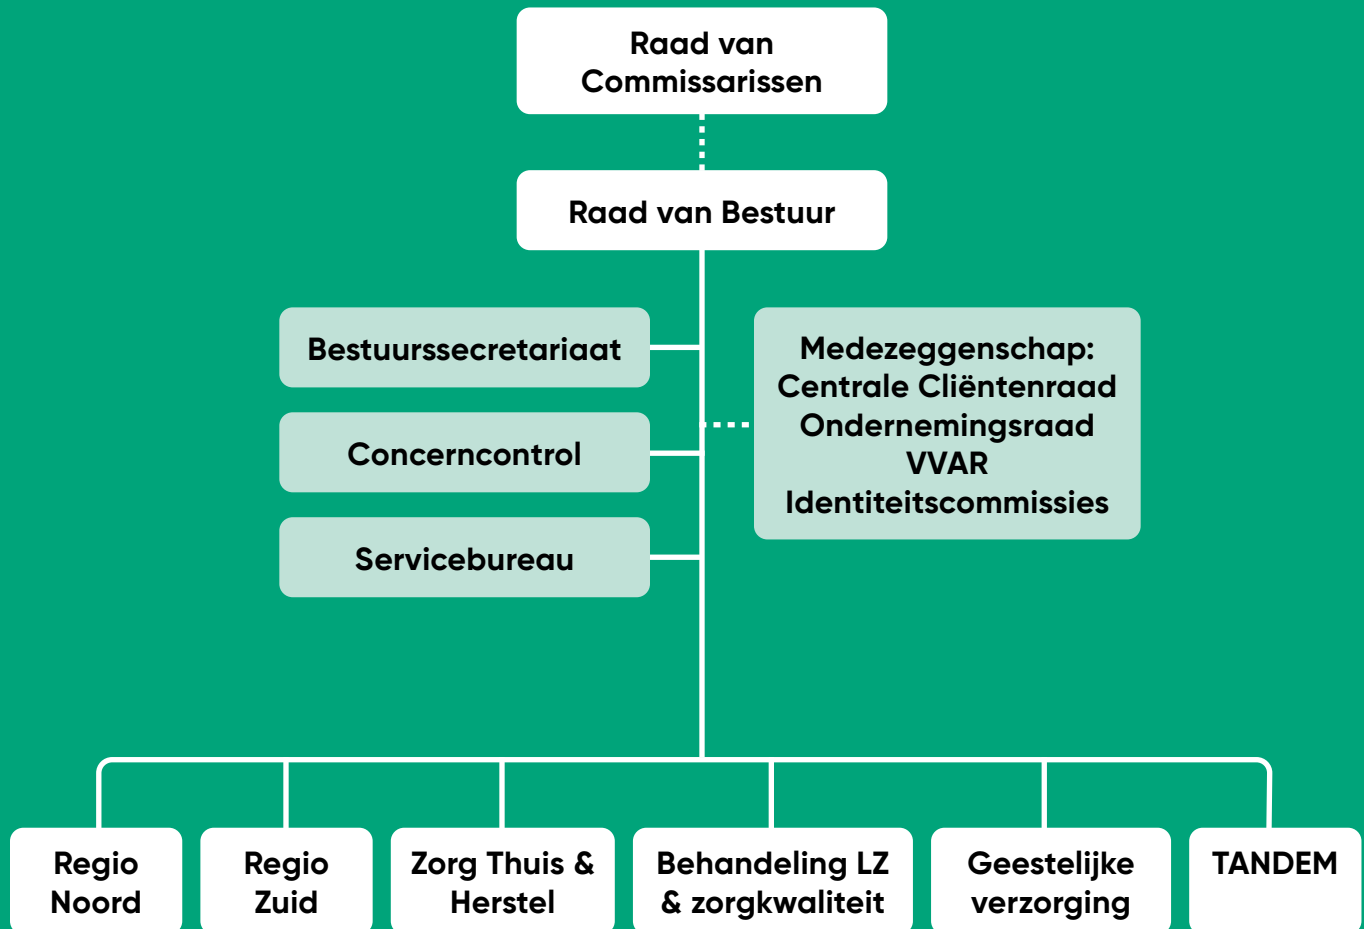 Raad van
Commissarissen
Raad van Bestuur
Bestuurssecretariaat
Concerncontrol
Servicebureau
Medezeggenschap:
Centrale Cliëntenraad
Ondernemingsraad
VVAR
Identiteitscommissies
Regio
Noord
Regio
Zuid
Zorg Thuis &
Herstel
Behandeling LZ
& zorgkwaliteit
Geestelijke
verzorging
TANDEM